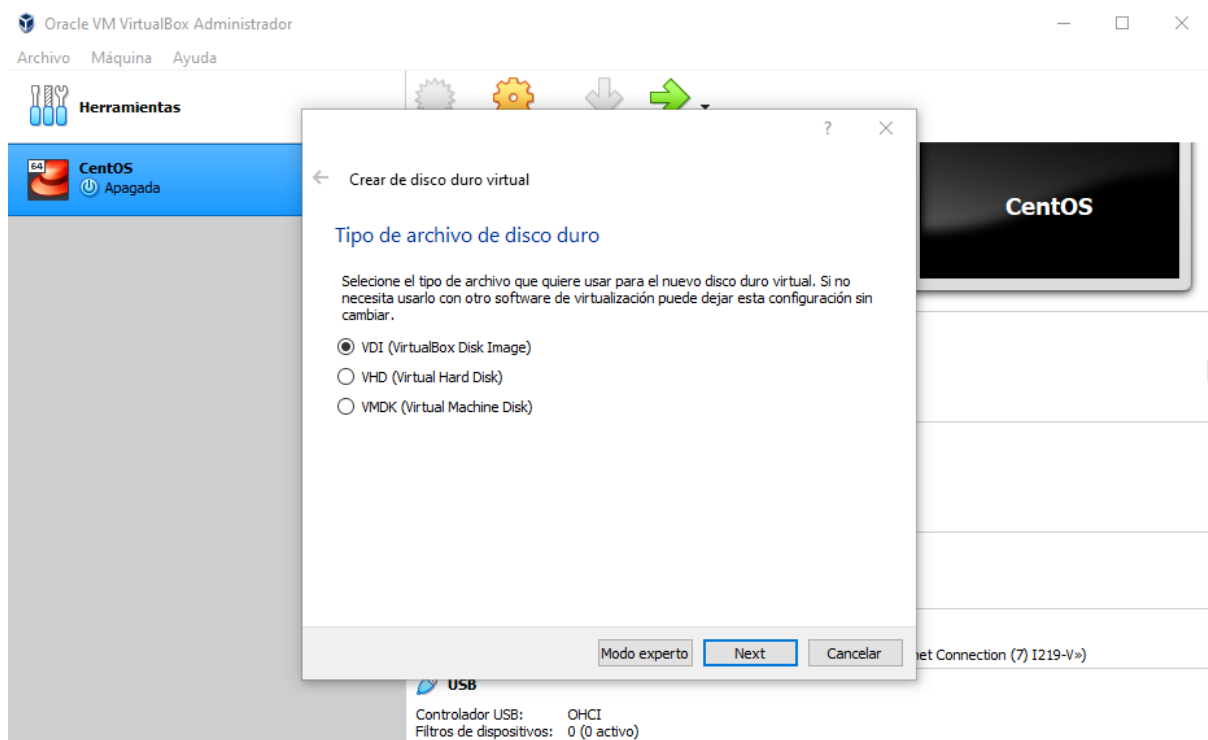 Oracle VM VirtualBox Administrador
Archivo Máquina Ayuda
Herramientas
64
CentOS
Apagada
?
Crear de disco duro virtual
Tipo de archivo de disco duro
Selecione el tipo de archivo que quiere usar para el nuevo disco duro virtual. Si no
necesita usarlo con otro software de virtualización puede dejar esta configuración sin
cambiar.
VDI (VirtualBox Disk Image)
VHD (Virtual Hard Disk)
VMDK (Virtual Machine Disk)
Modo experto Next Cancelar
CentOS
Connection (7) I219-V»)
USB
Controlador USB: OHCI
Filtros de dispositivos: 0 (0 activo)